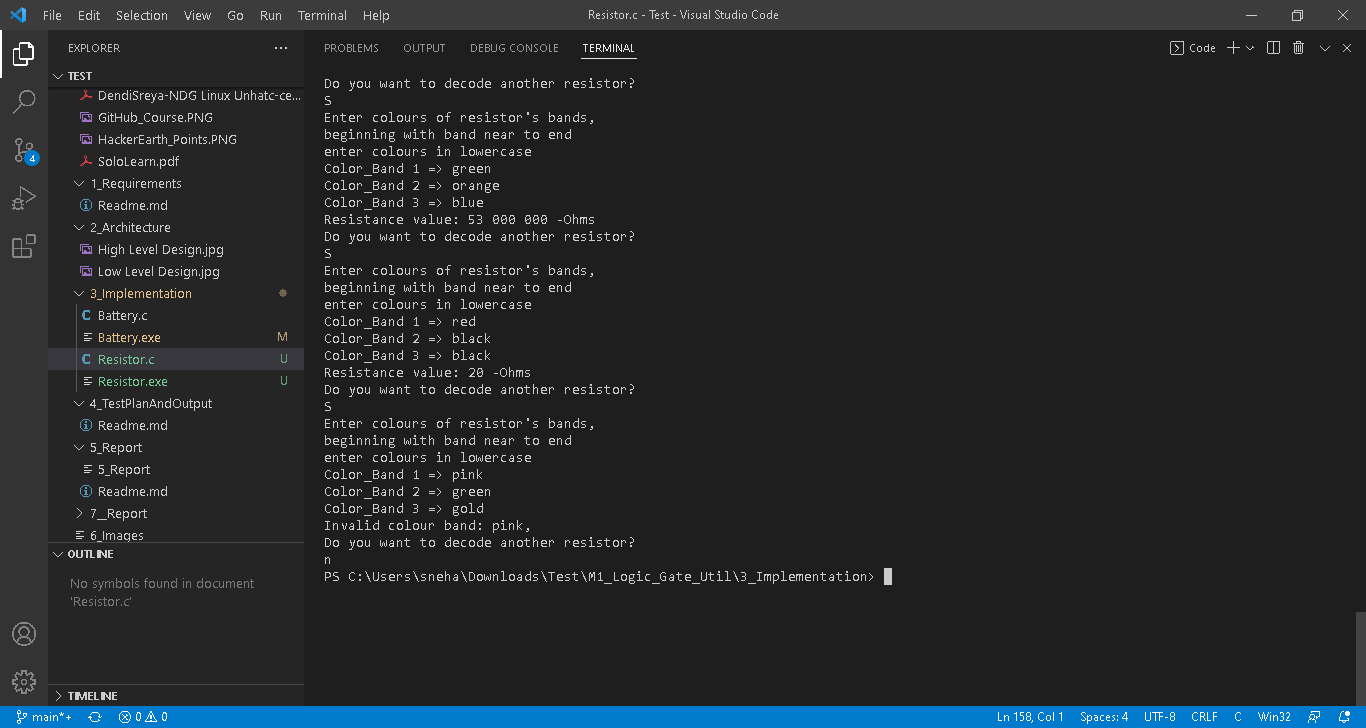 File Edit Selection View Go Run Terminal Help
Resistor.c - Test - Visual Studio Code
EXPLORER
TEST
DendiSreya-NDG Linux Unhatc-ce...
GitHub_Course.PNG
HackerEarth_Points.PNG
SoloLearn.pdf
1_Requirements
Readme.md
2_Architecture
High Level Design.jpg
Low Level Design.jpg
3_Implementation
C Battery.c
Battery.exe M
C Resistor.c U
Resistor.exe U
4_TestPlanAndOutput
Readme.md
5_Report
5_Report
Readme.md
7__Report
6_Images
OUTLINE
No symbols found in document
'Resistor.c'
TIMELINE
4
PROBLEMS OUTPUT DEBUG CONSOLE TERMINAL
Code
Do you want to decode another resistor?
S
Enter colours of resistor's bands,
beginning with band near to end
enter colours in lowercase
Color_Band 1 => green
Color_Band 2 => orange
Color_Band 3 => blue
Resistance value: 53 000 000 -Ohms
Do you want to decode another resistor?
S
Enter colours of resistor's bands,
beginning with band near to end
enter colours in lowercase
Color_Band 1 => red
Color_Band 2 => black
Color_Band 3 => black
Resistance value: 20 -Ohms
Do you want to decode another resistor?
S
Enter colours of resistor's bands,
beginning with band near to end
enter colours in lowercase
Color_Band 1 => pink
Color_Band 2 => green
Color_Band 3 => gold
Invalid colour band: pink,
Do you want to decode another resistor?
n
PS C:\Users\sneha\Downloads\Test\M1_Logic_Gate_Util\3_Implementation>
main*+ 0 0
Ln 158, Col 1 Spaces: 4 UTF-8 CRLF C Win32